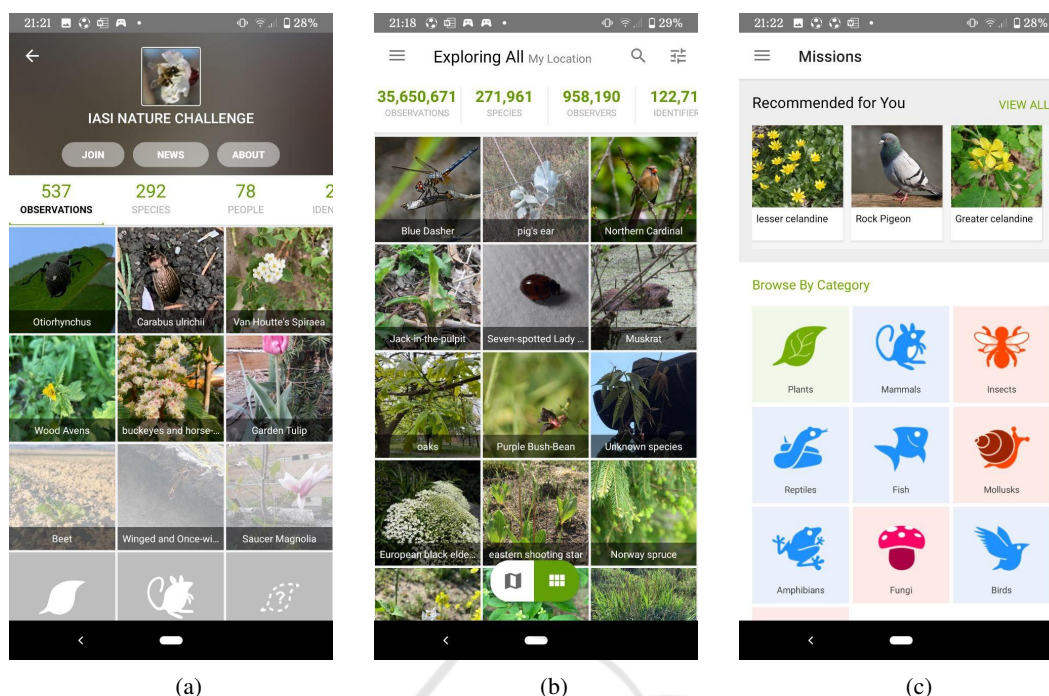 21:21 28%
IASI NATURE CHALLENGE
JOIN NEWS ABOUT
537 292 78 2
OBSERVATIONS SPECIES PEOPLE IDEN
Otiorhynchus Carabus ulrichii Van Houtte's Spiraea
Wood Avens buckeyes and horse-... Garden Tulip
Beet Winged and Once-wi... Saucer Magnolia
(a)
21:18 29%
Exploring All My Location
35,650,671 271,961 958,190 122,71
OBSERVATIONS SPECIES OBSERVERS IDENTIFIER
Blue Dasher pig's ear Northern Cardinal
Jack-in-the-pulpit Seven-spotted Lady ... Muskrat
oaks Purple Bush-Bean Unknown species
European black elde... eastern shooting star Norway spruce
(b)
21:22 28%
Missions
Recommended for You VIEW ALL
lesser celandine Rock Pigeon Greater celandine
Browse By Category
Plants Mammals Insects
Reptiles Fish Mollusks
Amphibians Fungi Birds
(c)